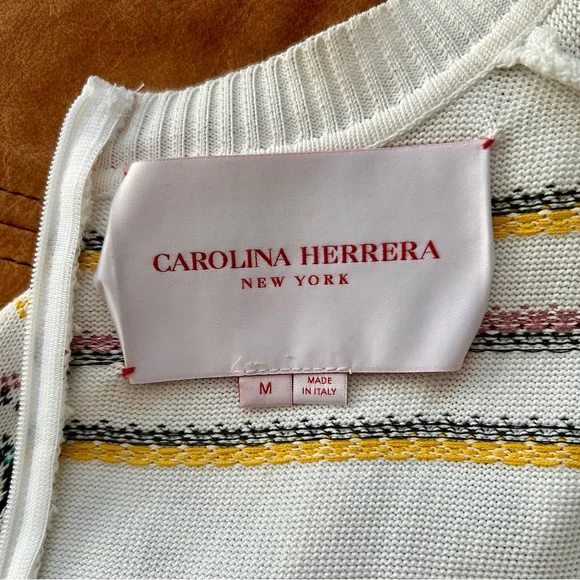 CAROLINA HERRERA
NEW YORK
M
MADE
IN ITALY